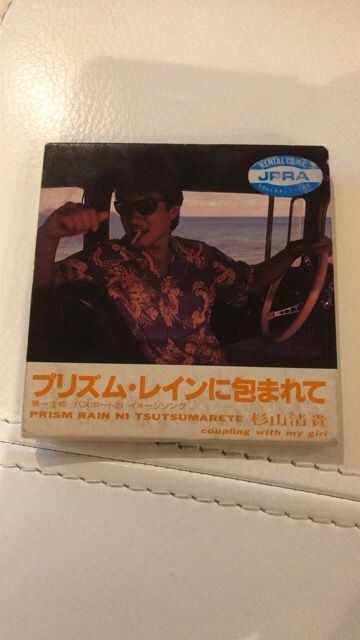 RENTAL COMM.
JPRA
プリズム・レインに包まれて
第一生命 パスポート21 イメージソング
PRISM RAIN NI TSUTSUMARETE 杉山清貴
coupling with my girl